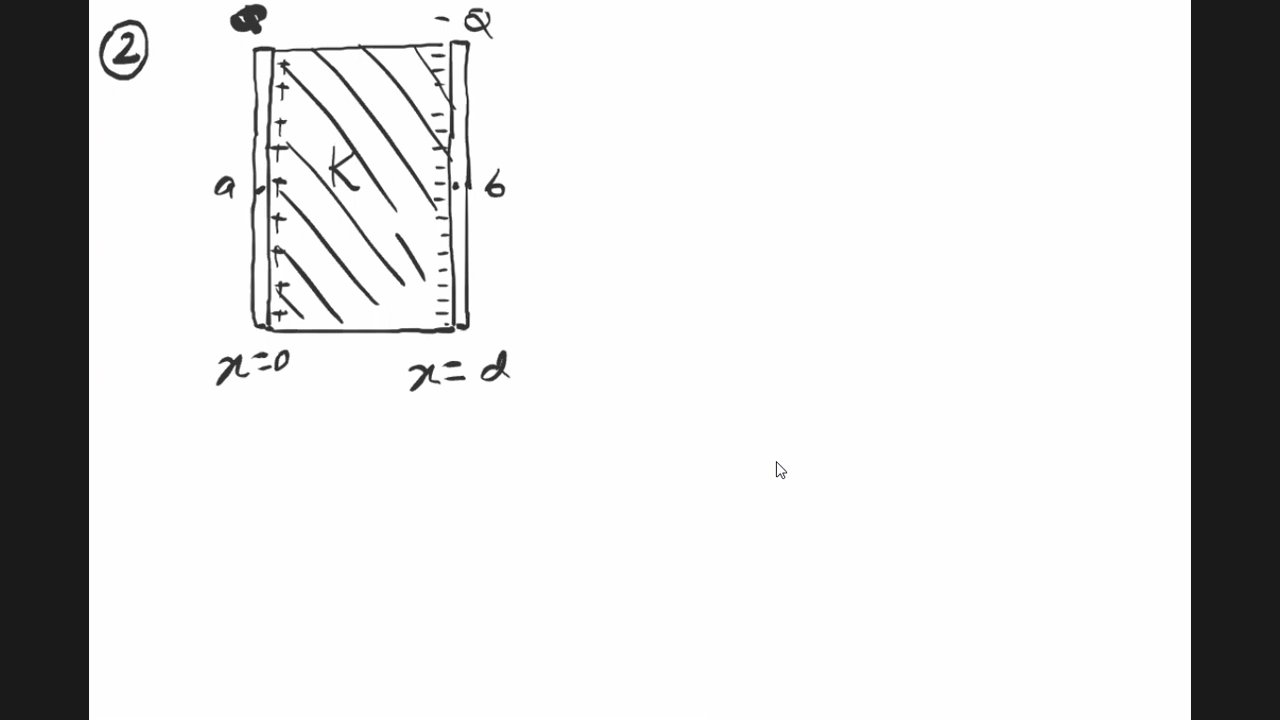 ②
- Q
K
a b
x=0 x= d